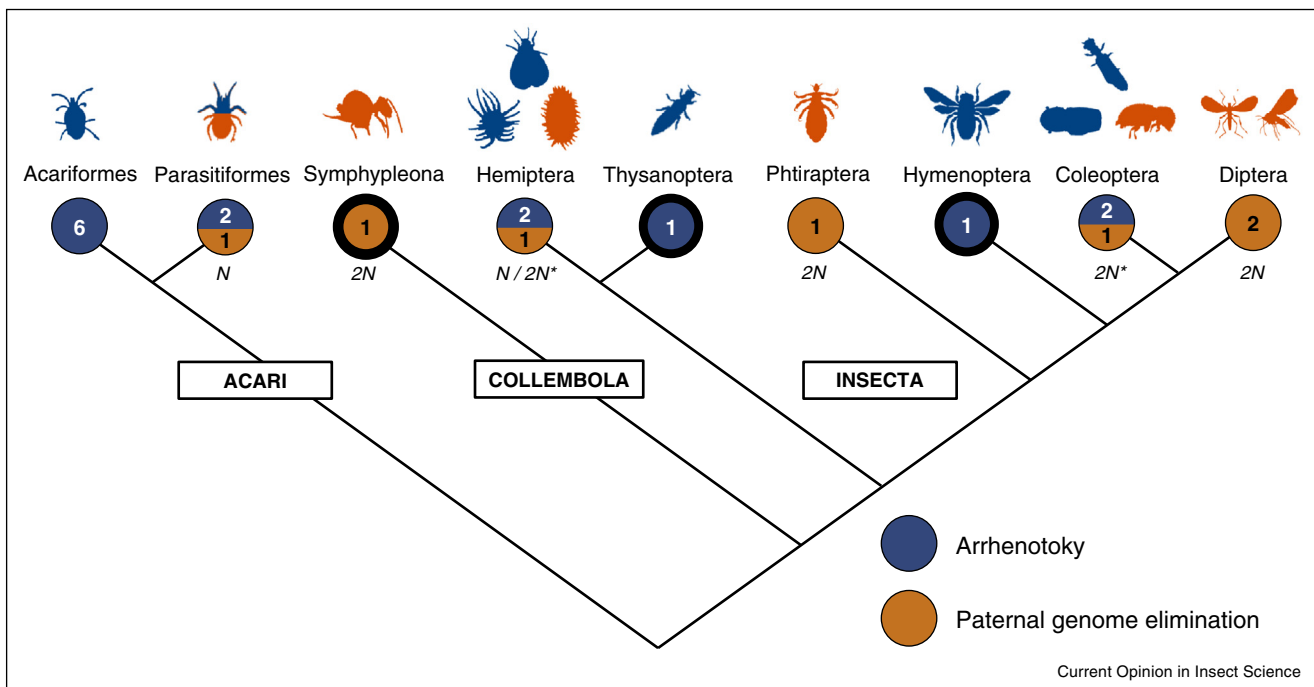 Acariformes Parasitiformes Symphypleona Hemiptera Thysanoptera Phtiraptera Hymenoptera Coleoptera Diptera
6 2 1 1 2 1 1 1 1 2 1 2
N 2N N / 2N* 2N 2N* 2N
ACARI COLLEMBOLA INSECTA
Arrhenotoky
Paternal genome elimination
Current Opinion in Insect Science